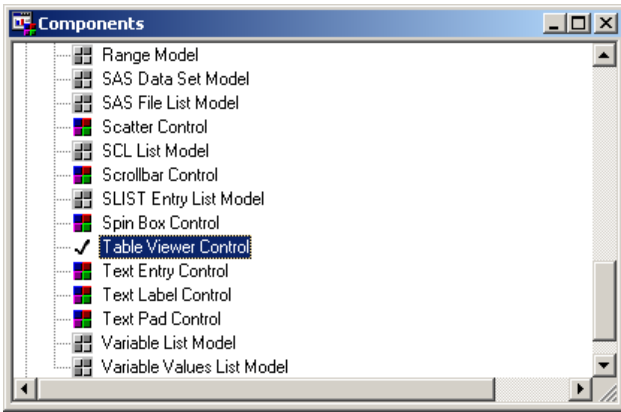 Components
Range Model
SAS Data Set Model
SAS File List Model
Scatter Control
SCL List Model
Scrollbar Control
SLIST Entry List Model
Spin Box Control
Table Viewer Control
Text Entry Control
Text Label Control
Text Pad Control
Variable List Model
Variable Values List Model